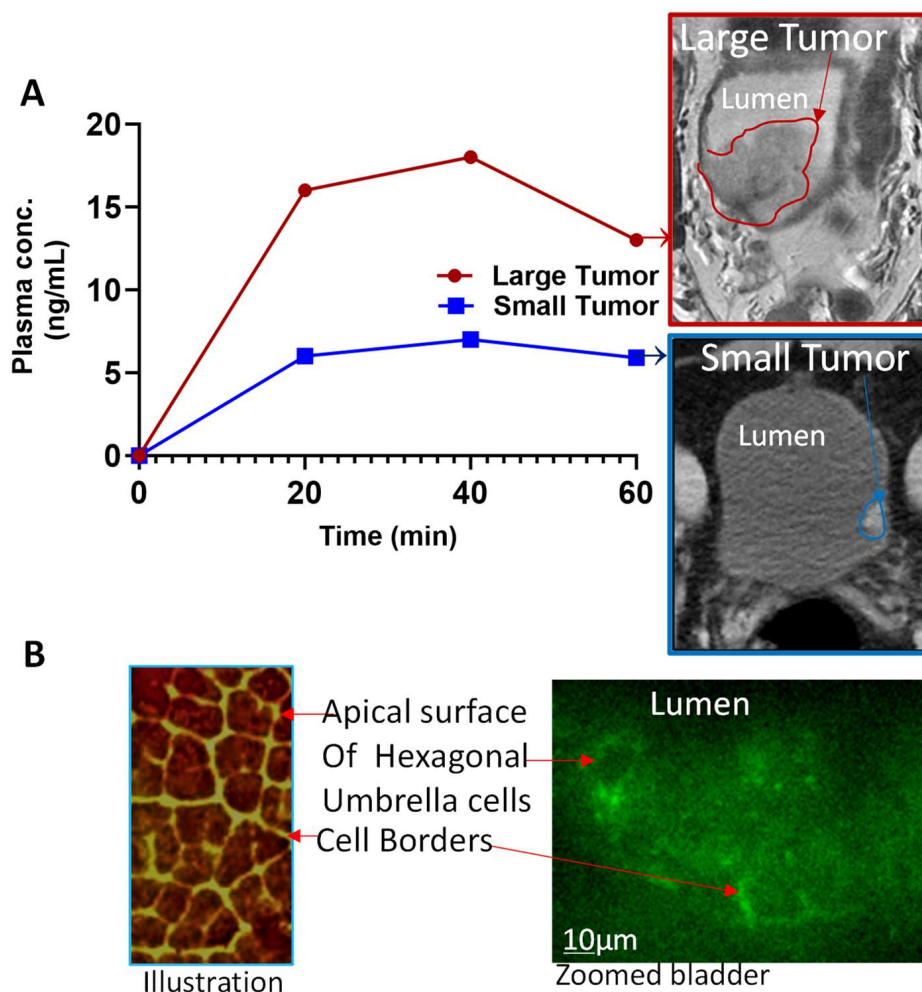 A
Plasma conc.
(ng/mL)
20
15
10
5
0
0
20
40
60
Time (min)
Large Tumor
Small Tumor
Large Tumor
Lumen
Small Tumor
Lumen
B
Apical surface
Of Hexagonal
Umbrella cells
Cell Borders
Illustration
Lumen
10μm
Zoomed bladder